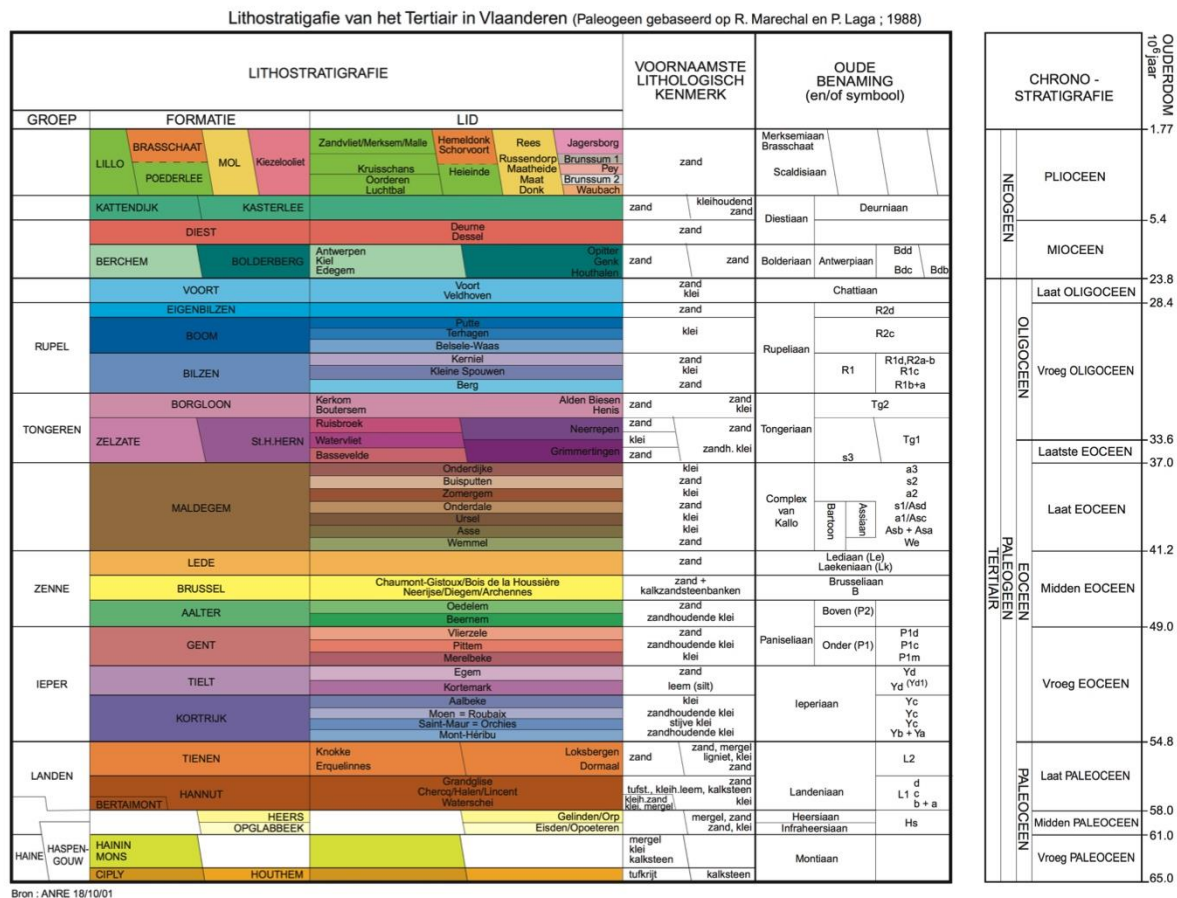 Lithostratigafie van het Tertiair in Vlaanderen (Paleogeen gebaseerd op R. Marechal en P. Laga ; 1988)
LITHOSTRATIGRAFIE
VOORNAAMSTE LITHOLOGISCH KENMERK
OUDE BENAMING (en/of symbool)
CHRONO - STRATIGRAFIE
OUDERDOM 10⁶ jaar
GROEP FORMATIE LID
1.77
LILLO BRASSCHAAT MOL Kiezelooliet
POEDERLEE
Zandvliet/Merksem/Malle Hemeldonk Schorvoort Rees Jagersborg
Kruisschans Heieinde Russendorp Brunssum 1
Oorderen Maatheide Pey
Luchtbal Maat Brunssum 2
Donk Waubach
zand
Merksemiaan
Brasschaat
Scaldisiaan
NEOGEEN
PLIOCEEN
KATTENDIJK KASTERLEE
zand kleihoudend zand
Diestiaan Deurniaan
5.4
DIEST
Deurne
Dessel
zand
MIOCEEN
BERCHEM BOLDERBERG
Antwerpen Opitter
Kiel Genk
Edegem Houthalen
zand zand
Bolderiaan Antwerpiaan Bdd
Bdc Bdb
23.8
VOORT
Voort
Veldhoven
zand
klei
Chattiaan
Laat OLIGOCEEN
28.4
RUPEL
EIGENBILZEN
zand
R2d
BOOM
Putte
Terhagen
Belsele-Waas
klei
Rupeliaan
R2c
BILZEN
Kerniel
Kleine Spouwen
Berg
zand
klei
zand
R1
R1d,R2a-b
R1c
R1b+a
OLIGOCEEN
Vroeg OLIGOCEEN
TONGEREN
BORGLOON
Kerkom Alden Biesen
Boutersem Henis
zand zand
klei
Tg2
ZELZATE St.H.HERN
Ruisbroek Neerrepen
Watervliet
Bassevelde Grimmertingen
zand zand
klei
zand zandh. klei
Tongeriaan
Tg1
s3
33.6
Laatste EOCEEN
37.0
MALDEGEM
Onderdijke
Buisputten
Zomergem
Onderdale
Ursel
Asse
Wemmel
klei
zand
klei
zand
klei
klei
zand
Complex van Kallo
Bartoon
Assiaan
a3
s2
a2
s1/Asd
a1/Asc
Asb + Asa
We
Laat EOCEEN
41.2
ZENNE
LEDE
zand
Lediaan (Le)
Laekeniaan (Lk)
BRUSSEL
Chaumont-Gistoux/Bois de la Houssière
Neerijse/Diegem/Archennes
zand +
kalkzandsteenbanken
Brusseliaan
B
TERTIAIR
PALEOGEEN
EOCEEN
Midden EOCEEN
AALTER
Oedelem
Beernem
zand
zandhoudende klei
Paniseliaan
Boven (P2)
49.0
IEPER
GENT
Vlierzele
Pittem
Merelbeke
zand
zandhoudende klei
klei
Onder (P1)
P1d
P1c
P1m
TIELT
Egem
Kortemark
zand
leem (silt)
Ieperiaan
Yd
Yd (Yd1)
Vroeg EOCEEN
KORTRIJK
Aalbeke
Moen = Roubaix
Saint-Maur = Orchies
Mont-Héribu
klei
zandhoudende klei
stijve klei
zandhoudende klei
Yc
Yc
Yc
Yb + Ya
54.8
LANDEN
TIENEN
Knokke Loksbergen
Erquelinnes Dormaal
zand zand, mergel
ligniet, klei
zand
Landeniaan
L2
HANNUT
BERTAIMONT
Grandglise
Chercq/Halen/Lincent
Waterschei
zand
tufst., kleih.leem, kalksteen
kleih.zand klei
klei, mergel
L1 d
c
b + a
PALEOCEEN
Laat PALEOCEEN
58.0
HAINE
HASPEN-GOUW
HEERS
OPGLABBEEK
Gelinden/Orp
Eisden/Opoeteren
mergel, zand
zand, klei
Heersiaan
Infraheersiaan
Hs
Midden PALEOCEEN
61.0
HAININ
MONS
mergel
klei
kalksteen
Montiaan
Vroeg PALEOCEEN
CIPLY HOUTHEM
tufkrijt kalksteen
65.0
Bron : ANRE 18/10/01